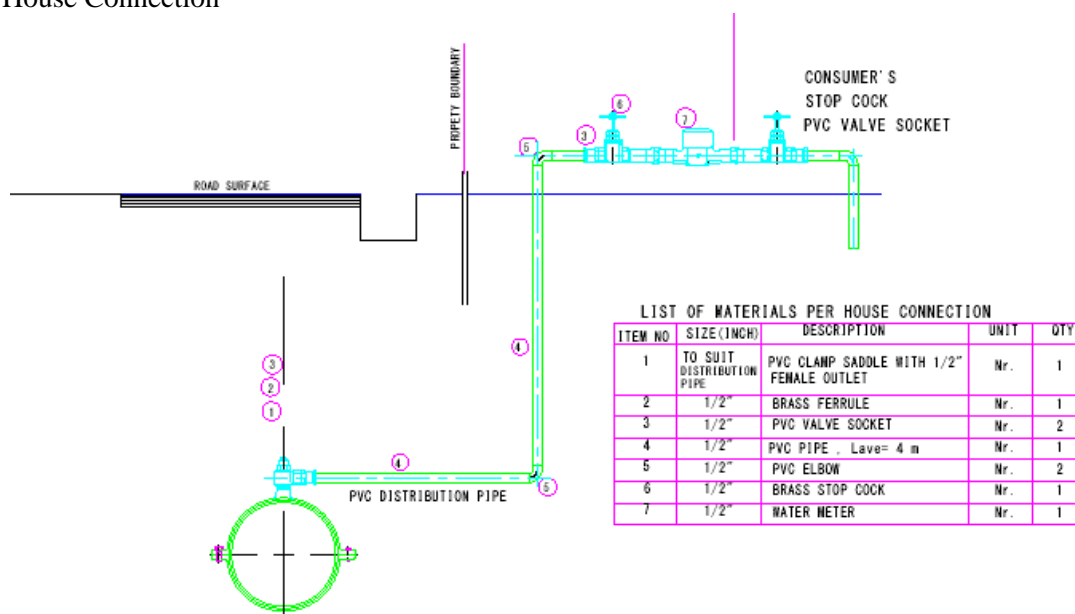 House Connection
PROPETY BOUNDARY
CONSUMER'S
STOP COCK
PVC VALVE SOCKET
6
7
3
5
ROAD SURFACE
4
3
2
1
4
5
PVC DISTRIBUTION PIPE
LIST OF MATERIALS PER HOUSE CONNECTION
ITEM NO SIZE(INCH) DESCRIPTION UNIT QTY
1 TO SUIT DISTRIBUTION PIPE PVC CLAMP SADDLE WITH 1/2" FEMALE OUTLET Nr. 1
2 1/2" BRASS FERRULE Nr. 1
3 1/2" PVC VALVE SOCKET Nr. 2
4 1/2" PVC PIPE , Lave= 4 m Nr. 1
5 1/2" PVC ELBOW Nr. 2
6 1/2" BRASS STOP COCK Nr. 1
7 1/2" WATER METER Nr. 1